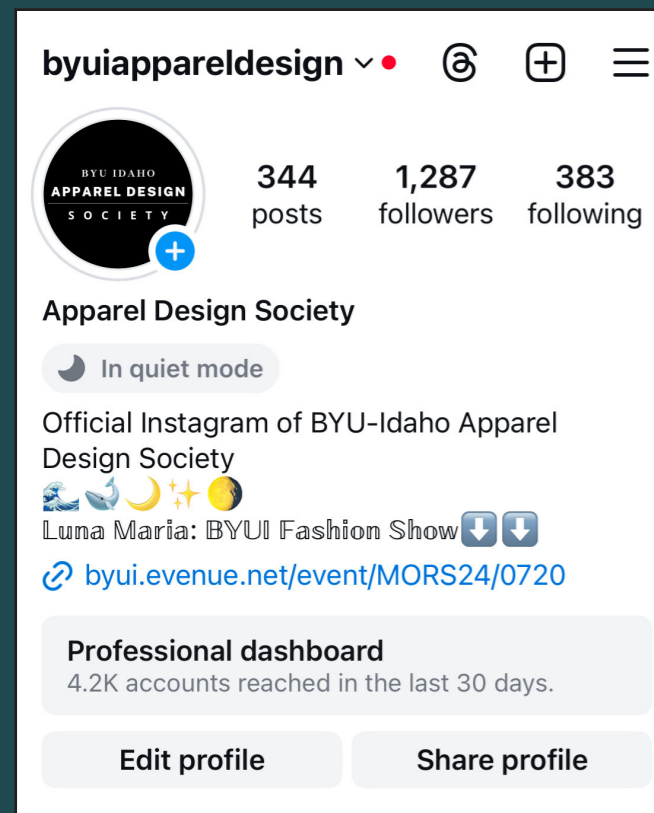 byuiappareldesign
BYU IDAHO
APPAREL DESIGN
SOCIETY
344 1,287 383
posts followers following
Apparel Design Society
In quiet mode
Official Instagram of BYU-Idaho Apparel
Design Society
🌊🐋🌙✨🌖
𝕃𝕦𝕟𝕒 𝕄𝕒𝕣𝕚𝕒: 𝔹𝕐𝕌𝕀 𝔽𝕒𝕤𝕙𝕚𝕠𝕟 𝕊𝕙𝕠𝕨⬇️⬇️
byui.evenue.net/event/MORS24/0720
Professional dashboard
4.2K accounts reached in the last 30 days.
Edit profile Share profile